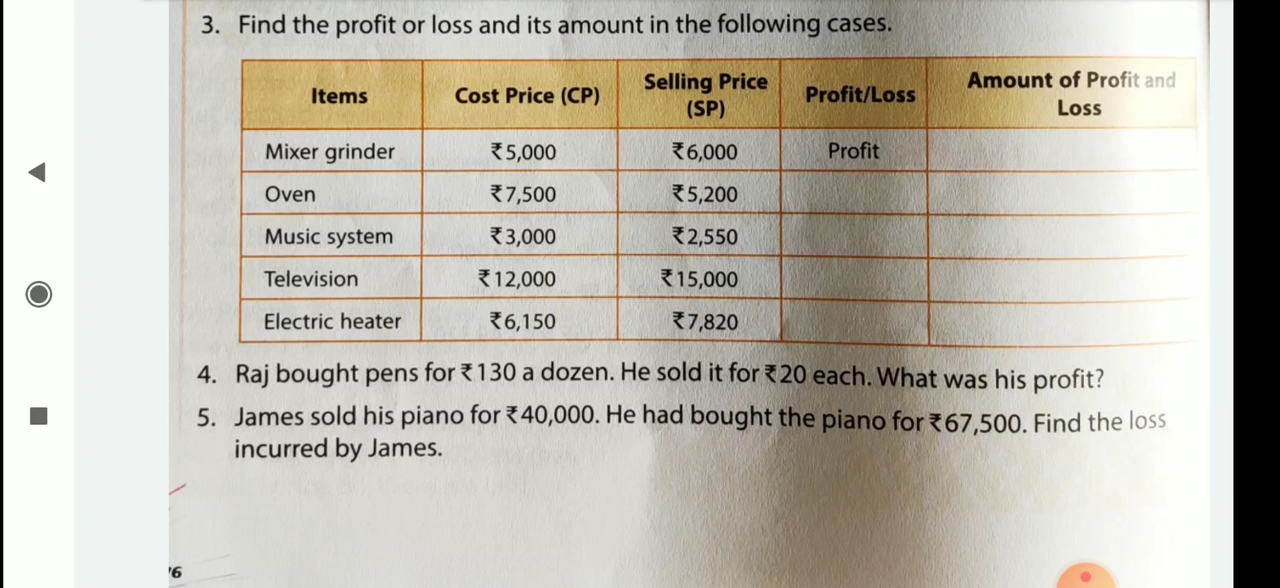 3. Find the profit or loss and its amount in the following cases.
Items Cost Price (CP) Selling Price (SP) Profit/Loss Amount of Profit and Loss
Mixer grinder ₹5,000 ₹6,000 Profit
Oven ₹7,500 ₹5,200
Music system ₹3,000 ₹2,550
Television ₹12,000 ₹15,000
Electric heater ₹6,150 ₹7,820
4. Raj bought pens for ₹130 a dozen. He sold it for ₹20 each. What was his profit?
5. James sold his piano for ₹40,000. He had bought the piano for ₹67,500. Find the loss
incurred by James.